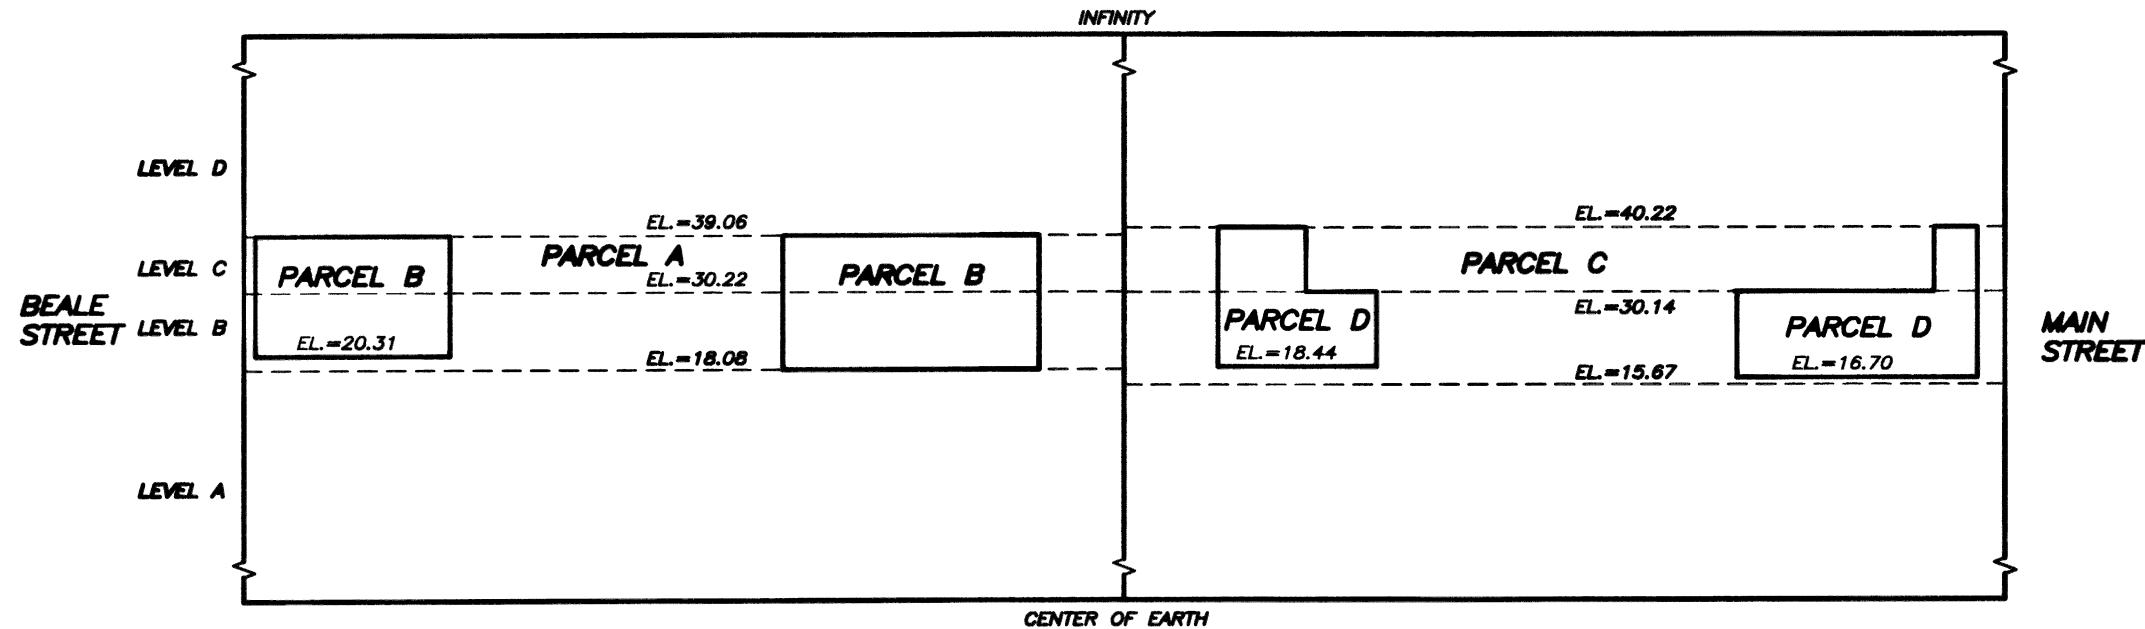 INFINITY
LEVEL D
EL.=39.06
EL.=40.22
PARCEL A
PARCEL C
LEVEL C
PARCEL B
EL.=30.22
PARCEL B
BEALE
STREET
LEVEL B
EL.=20.31
EL.=18.08
EL.=30.14
PARCEL D
EL.=18.44
PARCEL D
EL.=16.70
EL.=15.67
MAIN
STREET
LEVEL A
CENTER OF EARTH